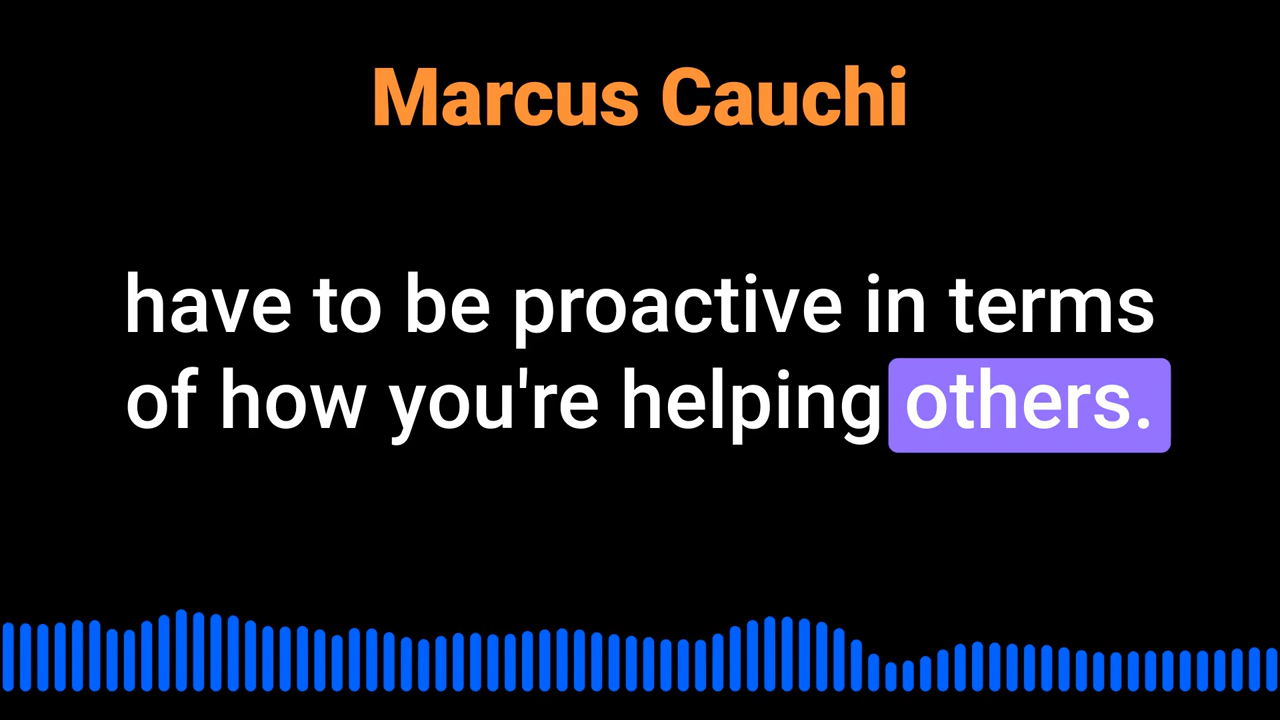 Marcus Cauchi
have to be proactive in terms
of how you're helping others.